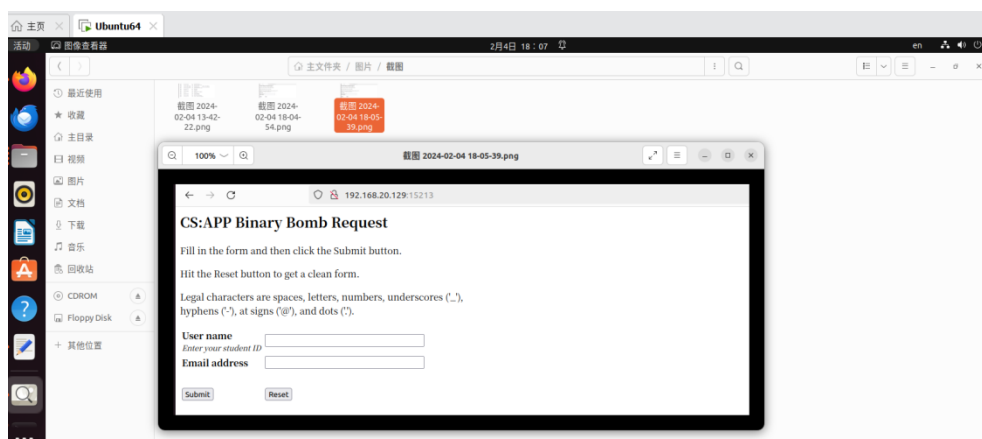 主页
Ubuntu64
活动
图像查看器
2月4日 18：07
en
主文件夹 / 图片 / 截图
最近使用
收藏
主目录
视频
图片
文档
下载
音乐
回收站
CDROM
Floppy Disk
其他位置
截图 2024-
02-04 13-42-
22.png
截图 2024-
02-04 18-04-
54.png
截图 2024-
02-04 18-05-
39.png
100%
截图 2024-02-04 18-05-39.png
192.168.20.129:15213
CS:APP Binary Bomb Request
Fill in the form and then click the Submit button.
Hit the Reset button to get a clean form.
Legal characters are spaces, letters, numbers, underscores ('_'),
hyphens ('-'), at signs ('@'), and dots ('.').
User name
Enter your student ID
Email address
Submit
Reset